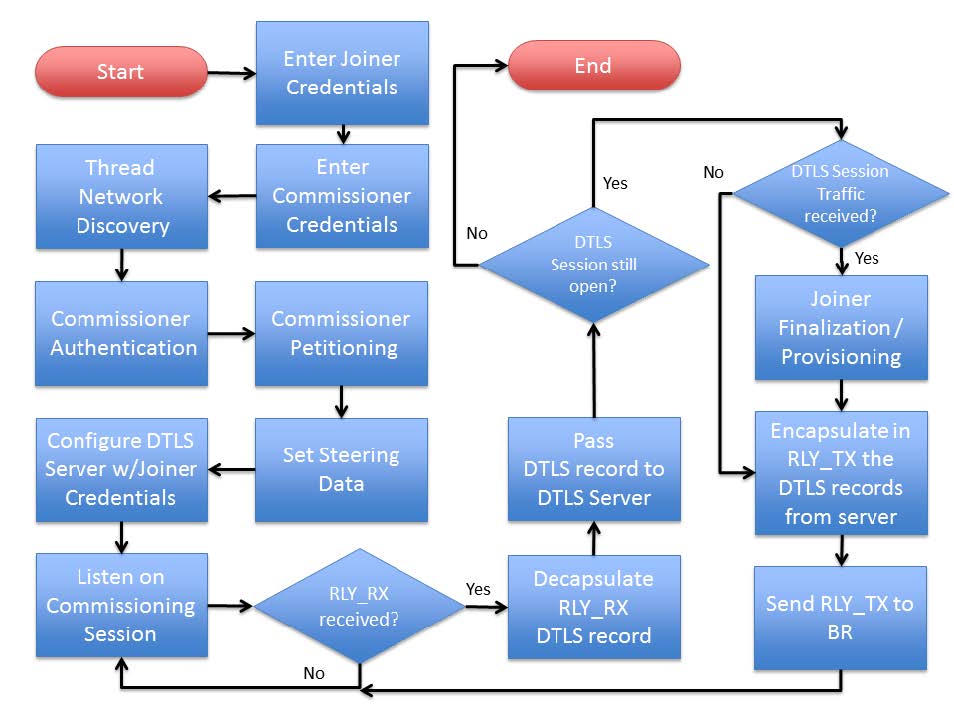 Start
Enter Joiner
Credentials
Enter
Commissioner
Credentials
Thread
Network
Discovery
Commissioner
Authentication
Commissioner
Petitioning
Set Steering
Data
Configure DTLS
Server w/Joiner
Credentials
Listen on
Commissioning
Session
RLY_RX
received?
No
Yes
Decapsulate
RLY_RX
DTLS record
Pass
DTLS record to
DTLS Server
DTLS
Session still
open?
No
End
Yes
DTLS Session
Traffic
received?
No
Yes
Joiner
Finalization /
Provisioning
Encapsulate in
RLY_TX the
DTLS records
from server
Send RLY_TX to
BR